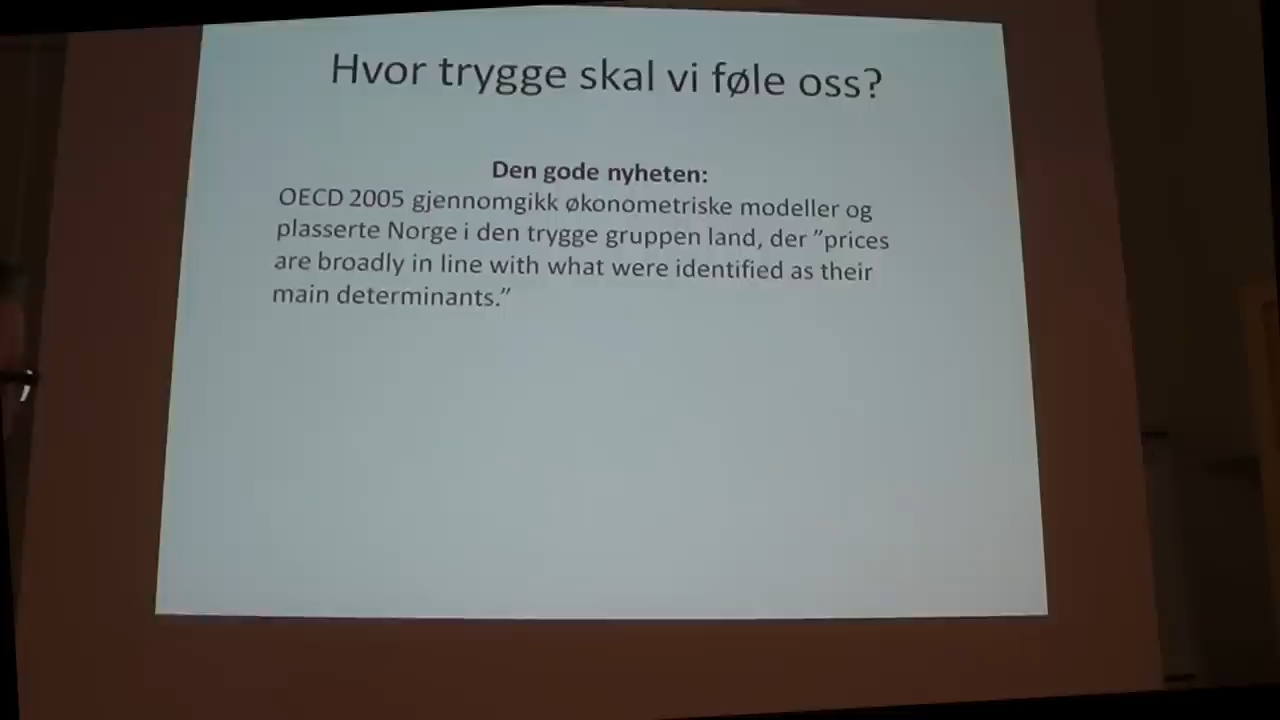 Hvor trygge skal vi føle oss?
Den gode nyheten:
OECD 2005 gjennomgikk økonometriske modeller og
plasserte Norge i den trygge gruppen land, der ”prices
are broadly in line with what were identified as their
main determinants.”